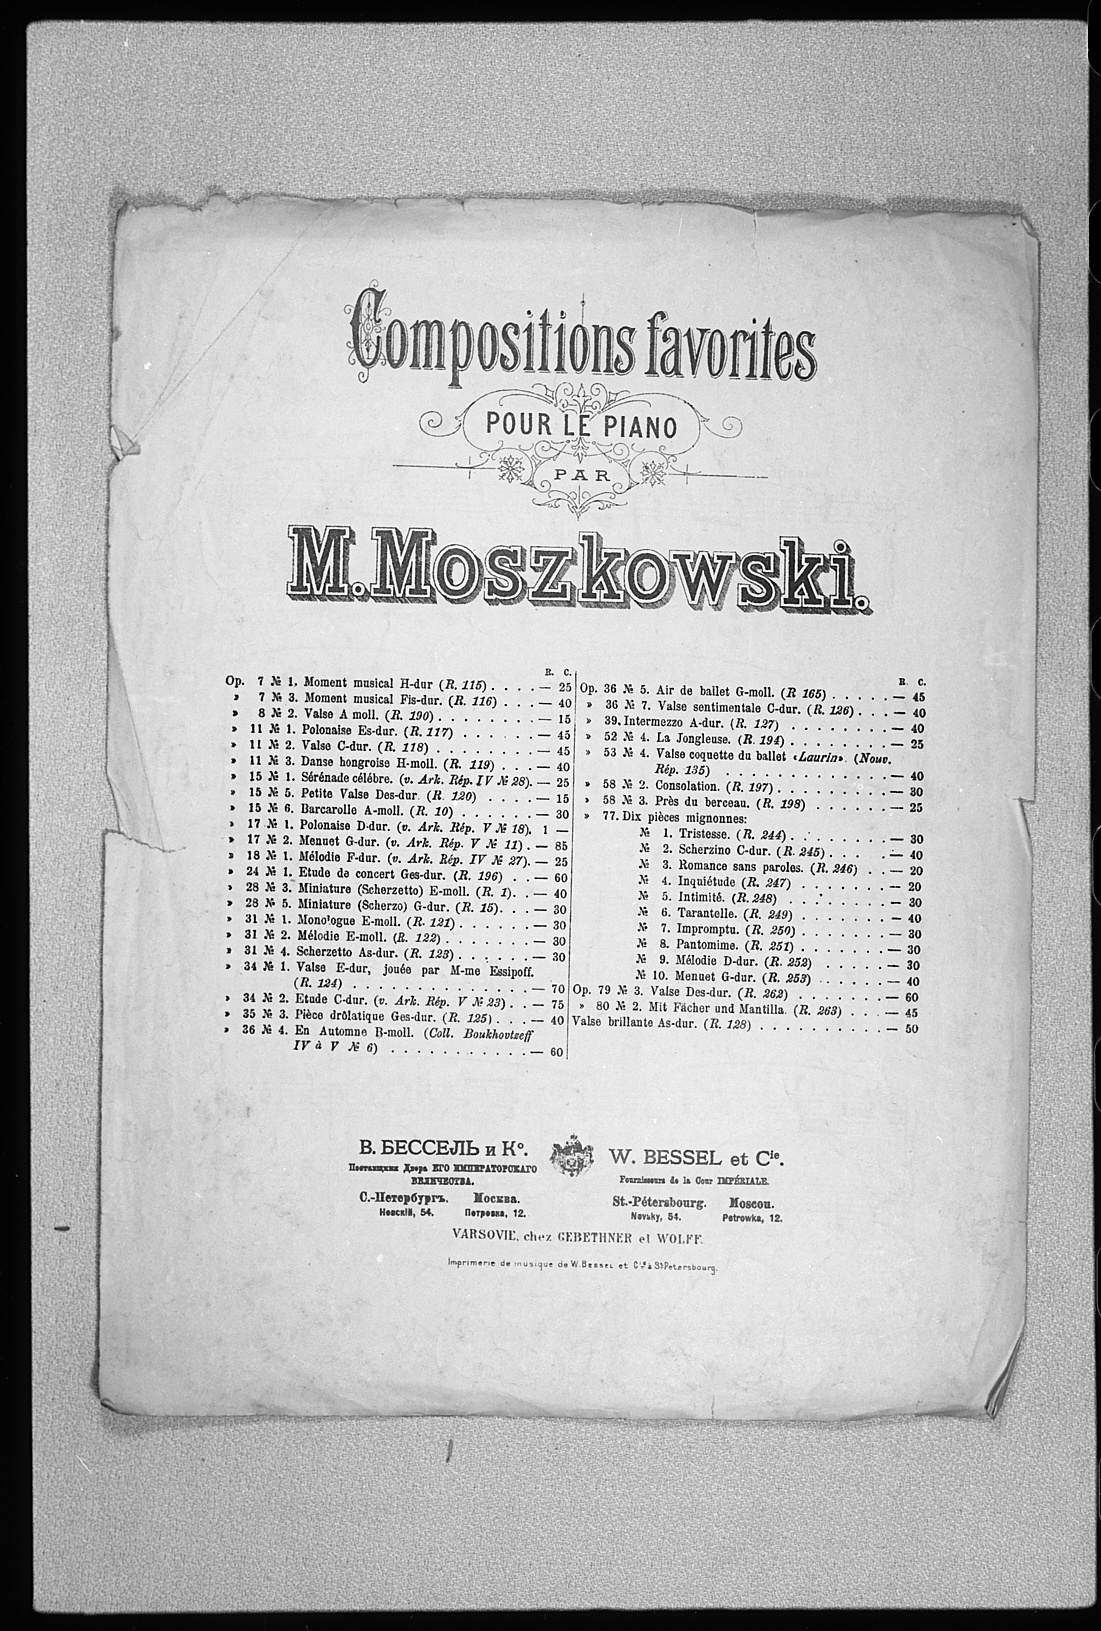 Compositions favorites
POUR LE PIANO
PAR
M. Moszkowski.
R. C.
Op. 7 № 1. Moment musical H-dur (R. 115) . . . . — 25
» 7 № 3. Moment musical Fis-dur. (R. 116) . . . — 40
» 8 № 2. Valse A moll. (R. 190) . . . . . . . . — 15
» 11 № 1. Polonaise Es-dur. (R. 117) . . . . . . — 45
» 11 № 2. Valse C-dur. (R. 118) . . . . . . . . — 45
» 11 № 3. Danse hongroise H-moll. (R. 119) . . . — 40
» 15 № 1. Sérénade célébre. (v. Ark. Rép. IV № 28). — 25
» 15 № 5. Petite Valse Des-dur. (R. 120) . . . . — 15
» 15 № 6. Barcarolle A-moll. (R. 10) . . . . . . — 30
» 17 № 1. Polonaise D-dur. (v. Ark. Rép. V № 18). 1 —
» 17 № 2. Menuet G-dur. (v. Ark. Rép. V № 11) . — 85
» 18 № 1. Mélodie F-dur. (v. Ark. Rép. IV № 27). — 25
» 24 № 1. Etude de concert Ges-dur. (R. 196) . . — 60
» 28 № 3. Miniature (Scherzetto) E-moll. (R. 1). . — 40
» 28 № 5. Miniature (Scherzo) G-dur. (R. 15). . . — 30
» 31 № 1. Monologue E-moll. (R. 121) . . . . . . — 30
» 31 № 2. Mélodie E-moll. (R. 122) . . . . . . . — 30
» 31 № 4. Scherzetto As-dur. (R. 123) . . . . . . — 30
» 34 № 1. Valse E-dur, jouée par M-me Essipoff.
(R. 124) . . . . . . . . . . . . . . — 70
» 34 № 2. Etude C-dur. (v. Ark. Rép. V № 23) . . — 75
» 35 № 3. Pièce drôlatique Ges-dur. (R. 125) . . . — 40
» 36 № 4. En Automne B-moll. (Coll. Boukhovtzeff
IV à V № 6) . . . . . . . . . . . — 60
R. C.
Op. 36 № 5. Air de ballet G-moll. (R 165) . . . . . — 45
» 36 № 7. Valse sentimentale C-dur. (R. 126) . . . — 40
» 39. Intermezzo A-dur. (R. 127) . . . . . . . . — 40
» 52 № 4. La Jongleuse. (R. 194) . . . . . . . . — 25
» 53 № 4. Valse coquette du ballet «Laurin». (Nouv.
Rép. 135) . . . . . . . . . . . — 40
» 58 № 2. Consolation. (R. 197) . . . . . . . . . — 30
» 58 № 3. Près du berceau. (R. 198) . . . . . . — 25
» 77. Dix pièces mignonnes:
№ 1. Tristesse. (R. 244) . . . . . . . — 30
№ 2. Scherzino C-dur. (R. 245) . . . . — 40
№ 3. Romance sans paroles. (R. 246) . . — 20
№ 4. Inquiétude (R. 247) . . . . . . . — 20
№ 5. Intimité. (R. 248) . . . . . . . — 30
№ 6. Tarantelle. (R. 249) . . . . . . . — 40
№ 7. Impromptu. (R. 250) . . . . . . . — 30
№ 8. Pantomime. (R. 251) . . . . . . . — 30
№ 9. Mélodie D-dur. (R. 252) . . . . . — 30
№ 10. Menuet G-dur. (R. 253) . . . . . . — 40
Op. 79 № 3. Valse Des-dur. (R. 262) . . . . . . . — 60
» 80 № 2. Mit Fächer und Mantilla. (R. 263) . . . — 45
Valse brillante As-dur. (R. 128) . . . . . . . . . . — 50
В. БЕССЕЛЬ и К°.
Поставщики Двора ЕГО ИМПЕРАТОРСКАГО
ВЕЛИЧЕСТВА.
С.-Петербургъ. Москва.
Невскій, 54. Петровка, 12.
W. BESSEL et Cie.
Fournisseurs de la Cour IMPÉRIALE.
St.-Pétersbourg. Moscou.
Nevsky, 54. Petrowka, 12.
VARSOVIE, chez GEBETHNER et WOLFF.
Imprimerie de musique de W. Bessel et Cie à St Petersbourg.